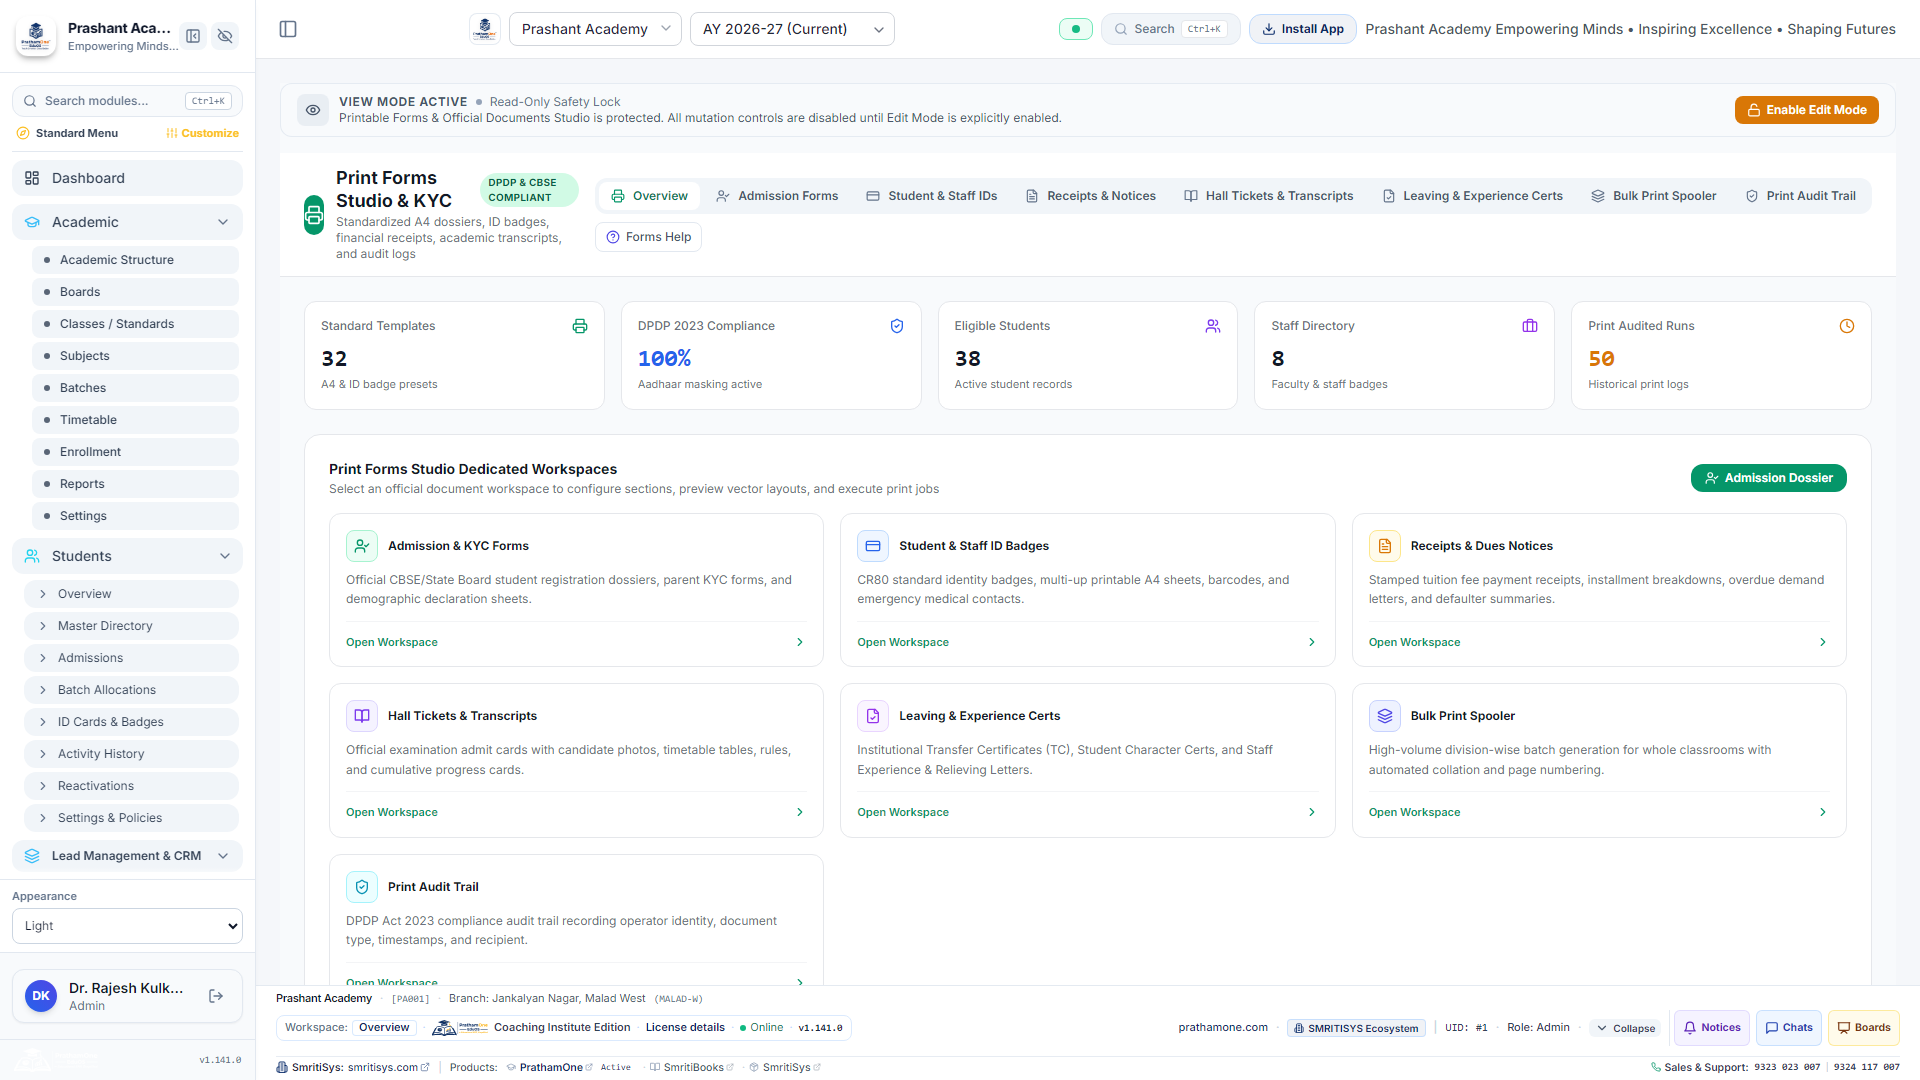 Prashant Aca...
Empowering Minds...
Search modules...
Ctrl+K
Standard Menu
Customize
Dashboard
Academic
Academic Structure
Boards
Classes / Standards
Subjects
Batches
Timetable
Enrollment
Reports
Settings
Students
Overview
Master Directory
Admissions
Batch Allocations
ID Cards & Badges
Activity History
Reactivations
Settings & Policies
Lead Management & CRM
Appearance
Light
DK
Dr. Rajesh Kulk...
Admin
v1.141.0
Prashant Academy
AY 2026-27 (Current)
Search
Ctrl+K
Install App
Prashant Academy Empowering Minds • Inspiring Excellence • Shaping Futures
VIEW MODE ACTIVE
Read-Only Safety Lock
Printable Forms & Official Documents Studio is protected. All mutation controls are disabled until Edit Mode is explicitly enabled.
Enable Edit Mode
Print Forms
Studio & KYC
DPDP & CBSE
COMPLIANT
Standardized A4 dossiers, ID badges,
financial receipts, academic transcripts,
and audit logs
Overview
Admission Forms
Student & Staff IDs
Receipts & Notices
Hall Tickets & Transcripts
Leaving & Experience Certs
Bulk Print Spooler
Print Audit Trail
Forms Help
Standard Templates
32
A4 & ID badge presets
DPDP 2023 Compliance
100%
Aadhaar masking active
Eligible Students
38
Active student records
Staff Directory
8
Faculty & staff badges
Print Audited Runs
50
Historical print logs
Print Forms Studio Dedicated Workspaces
Select an official document workspace to configure sections, preview vector layouts, and execute print jobs
Admission Dossier
Admission & KYC Forms
Official CBSE/State Board student registration dossiers, parent KYC forms, and
demographic declaration sheets.
Open Workspace
Student & Staff ID Badges
CR80 standard identity badges, multi-up printable A4 sheets, barcodes, and
emergency medical contacts.
Open Workspace
Receipts & Dues Notices
Stamped tuition fee payment receipts, installment breakdowns, overdue demand
letters, and defaulter summaries.
Open Workspace
Hall Tickets & Transcripts
Official examination admit cards with candidate photos, timetable tables, rules,
and cumulative progress cards.
Open Workspace
Leaving & Experience Certs
Institutional Transfer Certificates (TC), Student Character Certs, and Staff
Experience & Relieving Letters.
Open Workspace
Bulk Print Spooler
High-volume division-wise batch generation for whole classrooms with
automated collation and page numbering.
Open Workspace
Print Audit Trail
DPDP Act 2023 compliance audit trail recording operator identity, document
type, timestamps, and recipient.
Open Workspace
Prashant Academy · [PA001] · Branch: Jankalyan Nagar, Malad West (MALAD-W)
Workspace: Overview · Coaching Institute Edition · License details · Online · v1.141.0
prathamone.com · SMRITISYS Ecosystem | UID: #1 · Role: Admin · Collapse
Notices
Chats
Boards
SmritiSys: smritisys.com | Products: PrathamOne Active · SmritiBooks · SmritiSys
Sales & Support: 9323 023 007 | 9324 117 007